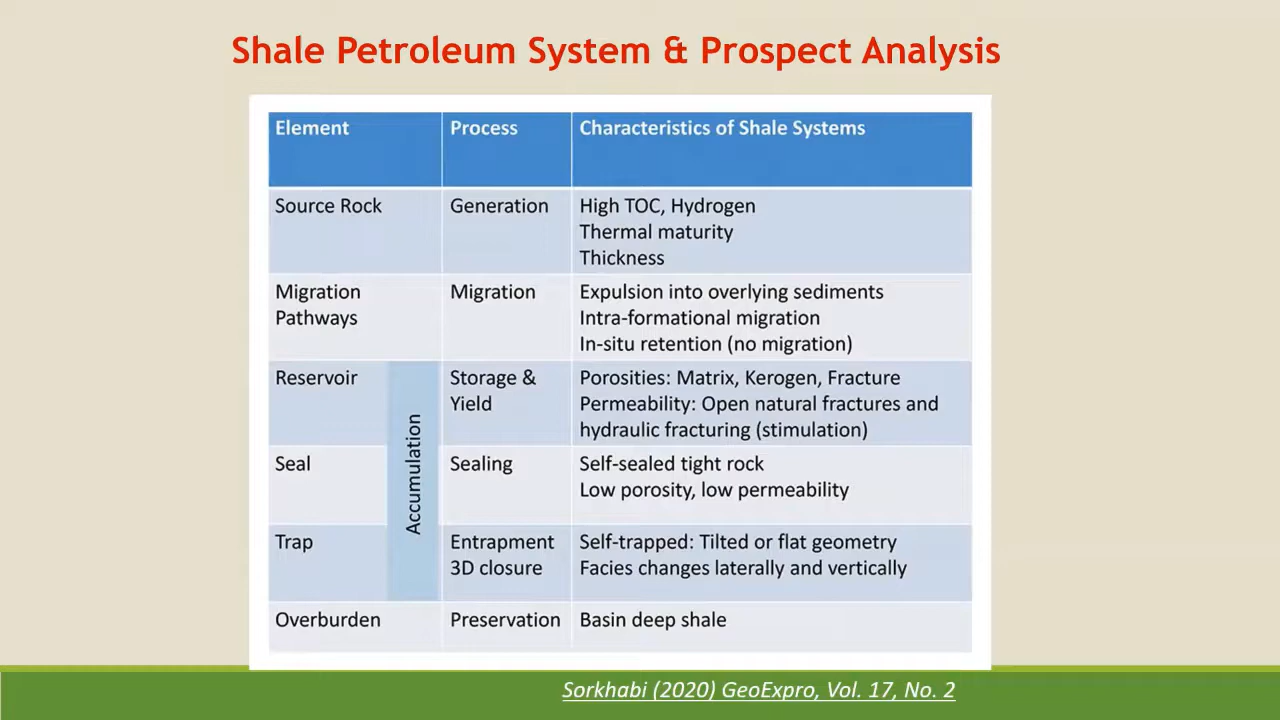 Shale Petroleum System & Prospect Analysis
Element Process Characteristics of Shale Systems
Source Rock Generation High TOC, Hydrogen
Thermal maturity
Thickness
Migration Migration Expulsion into overlying sediments
Pathways Intra-formational migration
In-situ retention (no migration)
Accumulation
Reservoir Storage & Porosities: Matrix, Kerogen, Fracture
Yield Permeability: Open natural fractures and
hydraulic fracturing (stimulation)
Seal Sealing Self-sealed tight rock
Low porosity, low permeability
Trap Entrapment Self-trapped: Tilted or flat geometry
3D closure Facies changes laterally and vertically
Overburden Preservation Basin deep shale
Sorkhabi (2020) GeoExpro, Vol. 17, No. 2